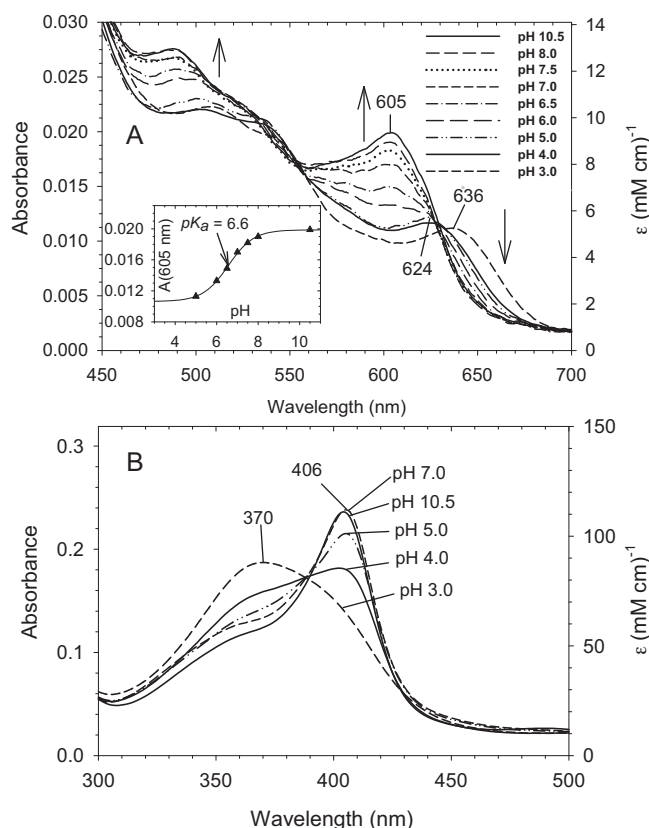 0.030
0.025
0.020
0.015
0.010
0.005
0.000
Absorbance
A
605
636
624
pH 10.5
pH 8.0
pH 7.5
pH 7.0
pH 6.5
pH 6.0
pH 5.0
pH 4.0
pH 3.0
14
12
10
8
6
4
2
0
ε (mM cm)⁻¹
A(605 nm)
0.020
0.016
0.012
0.008
pKₐ = 6.6
4 6 8 10
pH
450 500 550 600 650 700
Wavelength (nm)
B
0.3
0.2
0.1
0.0
Absorbance
370
406
pH 7.0
pH 10.5
pH 5.0
pH 4.0
pH 3.0
150
100
50
0
ε (mM cm)⁻¹
300 350 400 450 500
Wavelength (nm)